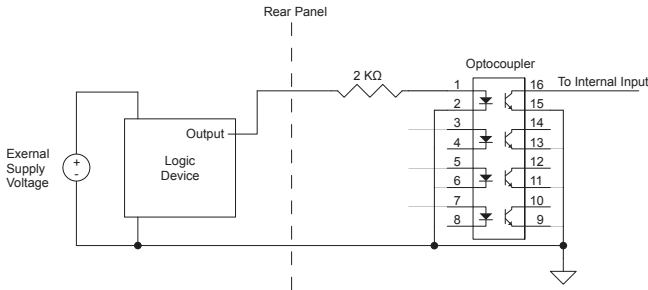 Rear Panel
2 KΩ
Optocoupler
1
16
To Internal Input
2
15
3
14
4
13
5
12
6
11
7
10
8
9
Output
Logic
Device
Exernal
Supply
Voltage
+
-